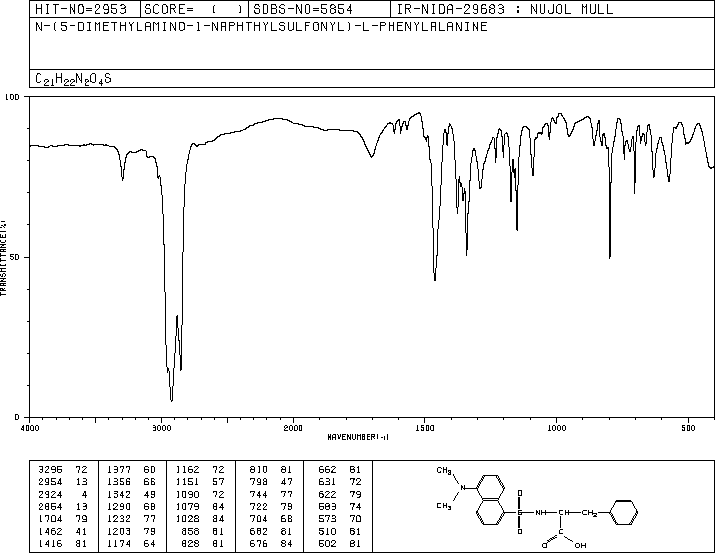 HIT-NO=2953 SCORE= ( ) SDBS-NO=5854 IR-NIDA-29683 : NUJOL MULL
N-(5-DIMETHYLAMINO-1-NAPHTHYLSULFONYL)-L-PHENYLALANINE
C21H22N2O4S
100
TRANSMITTANCE(%)
50
0
4000 3000 2000 1500 1000 500
WAVENUMBER(-1)
3295 72 1377 60 1162 72 810 81 662 81
2954 13 1356 66 1151 57 798 47 631 72
2924 4 1342 49 1090 72 744 77 622 79
2854 13 1290 68 1079 84 722 79 589 74
1704 79 1232 77 1028 84 704 68 573 70
1462 41 1203 79 858 81 682 81 510 81
1416 81 1174 64 828 81 676 84 502 81
CH3
N
CH3
O
S NH CH2
O
C
O OH